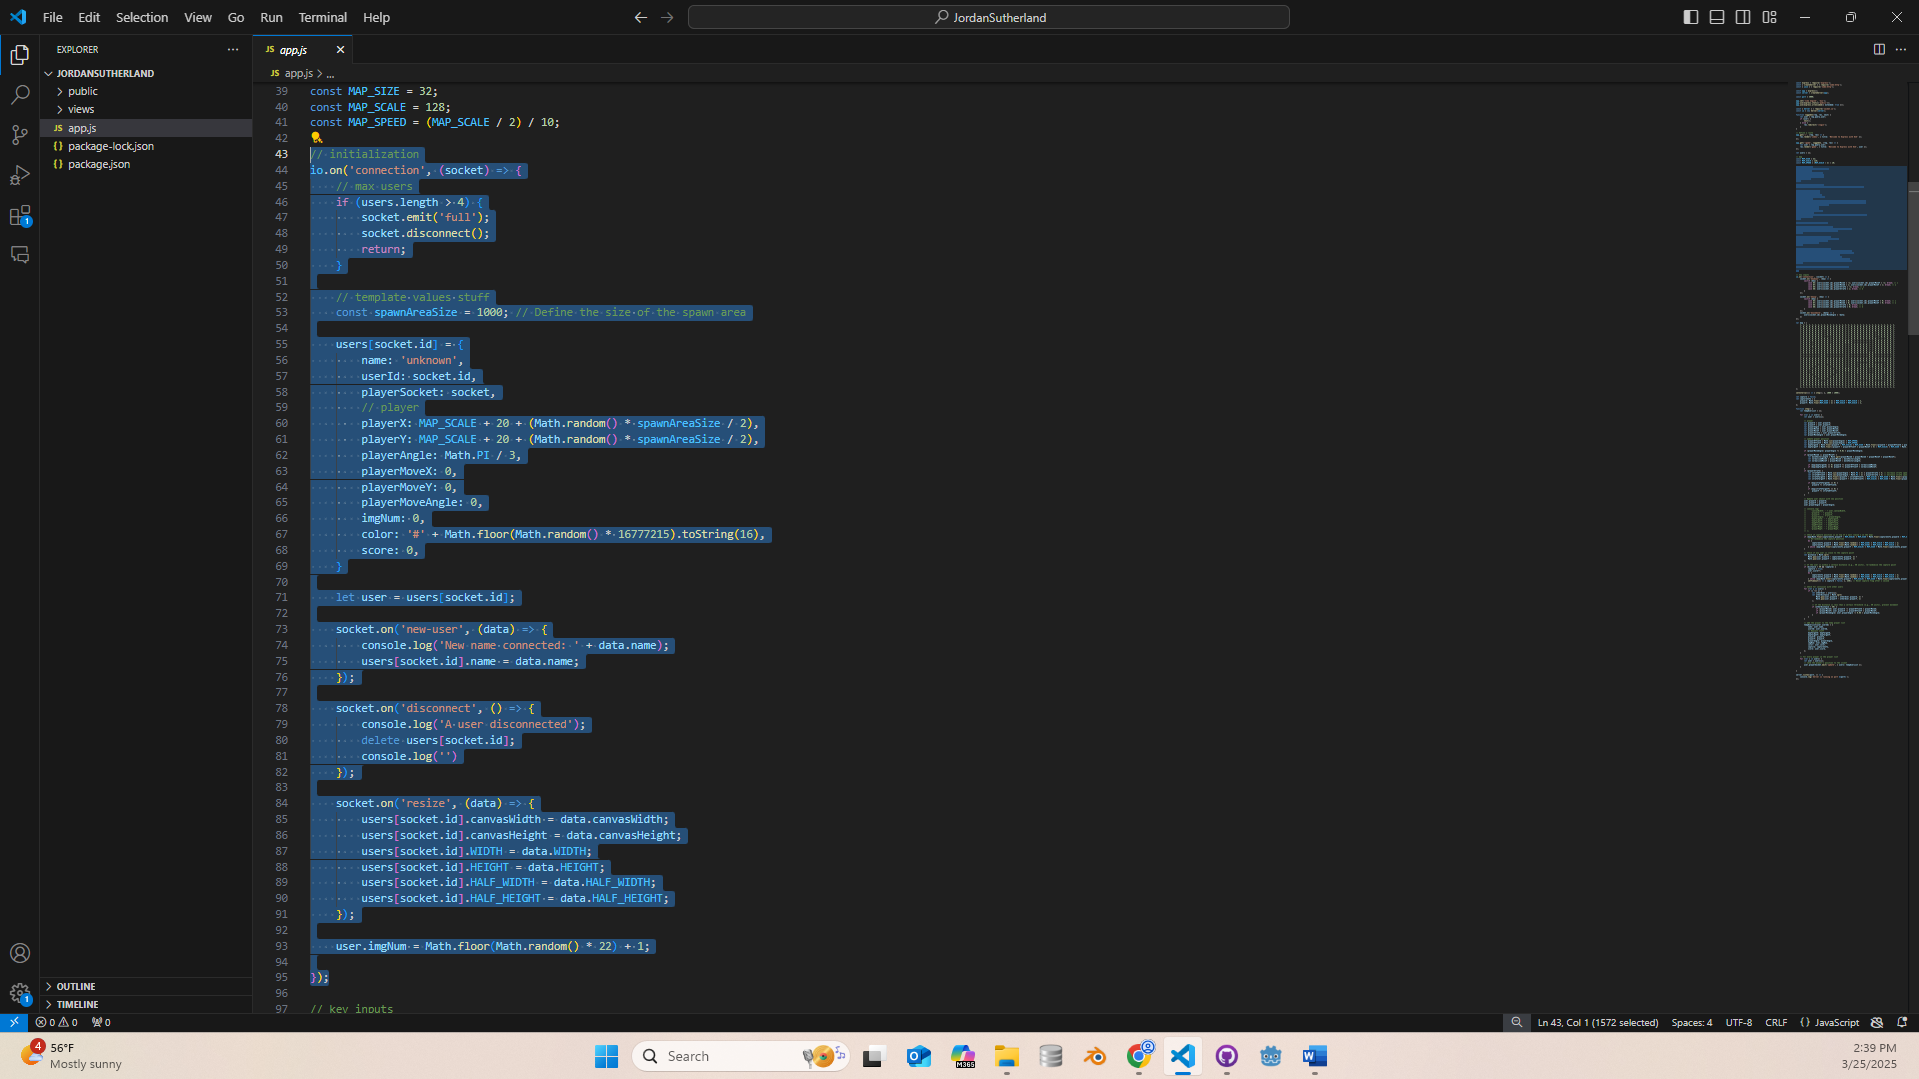 File Edit Selection View Go Run Terminal Help
JordanSutherland
EXPLORER
JORDANSUTHERLAND
public
views
JS app.js
{} package-lock.json
{} package.json
OUTLINE
TIMELINE
JS app.js
JS app.js > ...
39 const MAP_SIZE = 32;
40 const MAP_SCALE = 128;
41 const MAP_SPEED = (MAP_SCALE / 2) / 10;
42
43 // initialization
44 io.on('connection', (socket) => {
45     // max users
46     if (users.length > 4) {
47         socket.emit('full');
48         socket.disconnect();
49         return;
50     }
51
52     // template values stuff
53     const spawnAreaSize = 1000; // Define the size of the spawn area
54
55     users[socket.id] = {
56         name: 'unknown',
57         userId: socket.id,
58         playerSocket: socket,
59         // player
60         playerX: MAP_SCALE + 20 + (Math.random() * spawnAreaSize / 2),
61         playerY: MAP_SCALE + 20 + (Math.random() * spawnAreaSize / 2),
62         playerAngle: Math.PI / 3,
63         playerMoveX: 0,
64         playerMoveY: 0,
65         playerMoveAngle: 0,
66         imgNum: 0,
67         color: '#' + Math.floor(Math.random() * 16777215).toString(16),
68         score: 0,
69     }
70
71     let user = users[socket.id];
72
73     socket.on('new-user', (data) => {
74         console.log('New name connected: ' + data.name);
75         users[socket.id].name = data.name;
76     });
77
78     socket.on('disconnect', () => {
79         console.log('A user disconnected');
80         delete users[socket.id];
81         console.log('')
82     });
83
84     socket.on('resize', (data) => {
85         users[socket.id].canvasWidth = data.canvasWidth;
86         users[socket.id].canvasHeight = data.canvasHeight;
87         users[socket.id].WIDTH = data.WIDTH;
88         users[socket.id].HEIGHT = data.HEIGHT;
89         users[socket.id].HALF_WIDTH = data.HALF_WIDTH;
90         users[socket.id].HALF_HEIGHT = data.HALF_HEIGHT;
91     });
92
93     user.imgNum = Math.floor(Math.random() * 22) + 1;
94
95 });
96
97 // key inputs
1
1
0 0 0
Ln 43, Col 1 (1572 selected) Spaces: 4 UTF-8 CRLF {} JavaScript
4
56°F
Mostly sunny
Search
M365
2:39 PM
3/25/2025